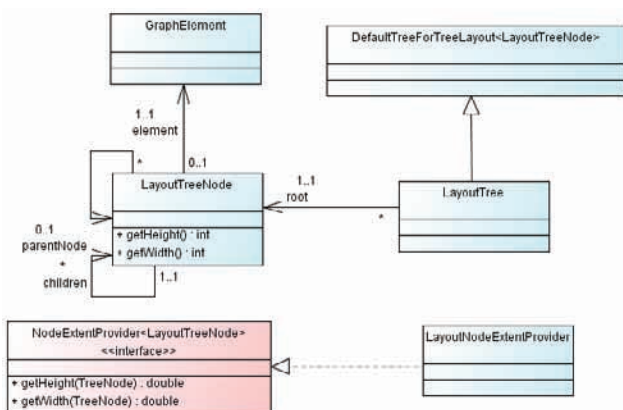 GraphElement
DefaultTreeForTreeLayout<LayoutTreeNode>
1..1
element
*
0..1
LayoutTreeNode
1..1
root
*
LayoutTree
0..1
parentNode
*
children
+ getHeight() : int
+ getWidth() : int
1..1
NodeExtentProvider<LayoutTreeNode>
<<interface>>
+ getHeight(TreeNode) : double
+ getWidth(TreeNode) : double
LayoutNodeExtentProvider